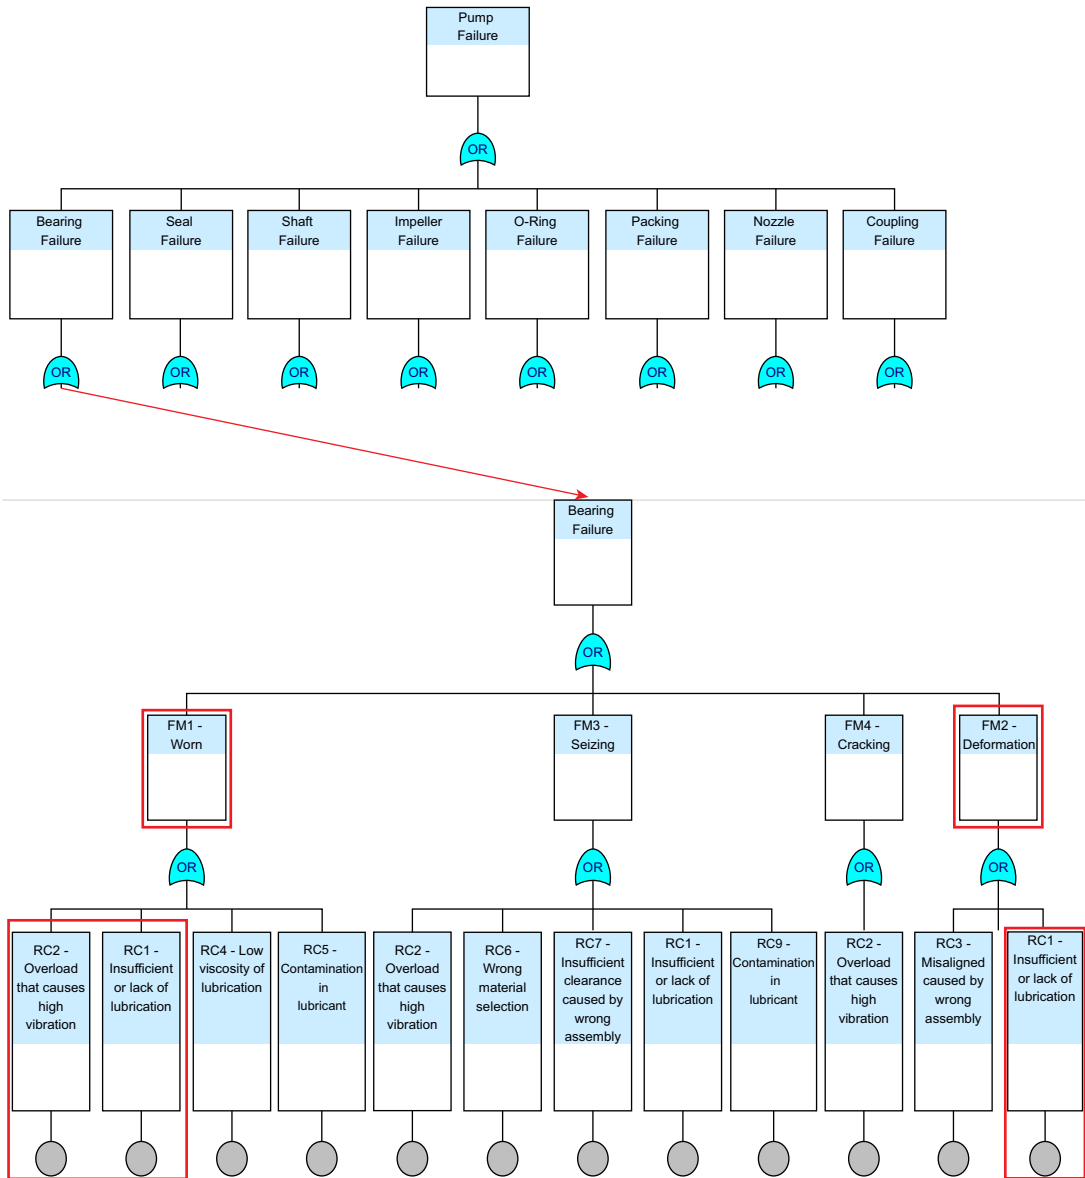 Pump
Failure
OR
Bearing
Failure
Seal
Failure
Shaft
Failure
Impeller
Failure
O-Ring
Failure
Packing
Failure
Nozzle
Failure
Coupling
Failure
OR
OR
OR
OR
OR
OR
OR
OR
Bearing
Failure
OR
FM1 -
Worn
FM3 -
Seizing
FM4 -
Cracking
FM2 -
Deformation
OR
OR
OR
OR
RC2 -
Overload
that causes
high
vibration
RC1 -
Insufficient
or lack of
lubrication
RC4 - Low
viscosity of
lubrication
RC5 -
Contamination
in
lubricant
RC2 -
Overload
that causes
high
vibration
RC6 -
Wrong
material
selection
RC7 -
Insufficient
clearance
caused by
wrong
assembly
RC1 -
Insufficient
or lack of
lubrication
RC9 -
Contamination
in
lubricant
RC2 -
Overload
that causes
high
vibration
RC3 -
Misaligned
caused by
wrong
assembly
RC1 -
Insufficient
or lack of
lubrication